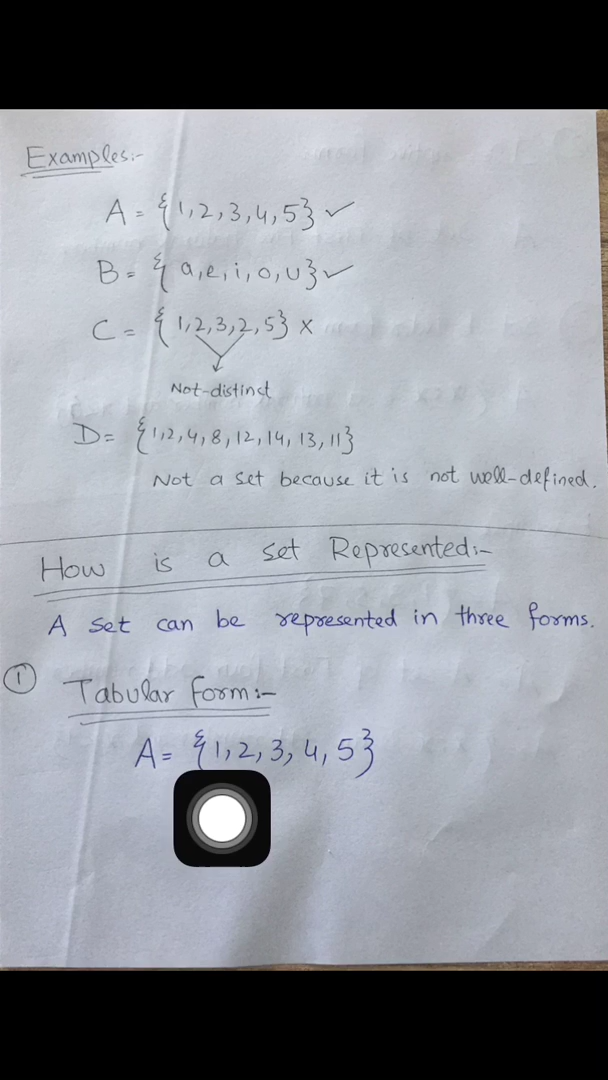 Examples:-
A = {1,2,3,4,5} ✓
B = { a,e,i,o,u} ✓
C = { 1,2,3,2,5} x
Not-distinct
D = {1,2,4,8,12,14,13,11}
Not a set because it is not well-defined.
How is a set Represented:-
A set can be represented in three forms.
① Tabular form:-
A = {1,2,3,4,5}